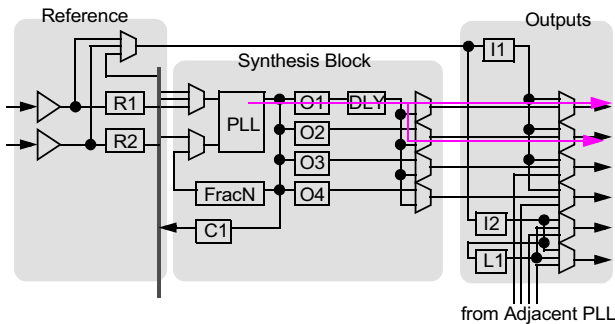 Reference
Outputs
Synthesis Block
I1
R1
R2
PLL
O1
DLY
O2
O3
FracN
O4
C1
I2
L1
from Adjacent PLL